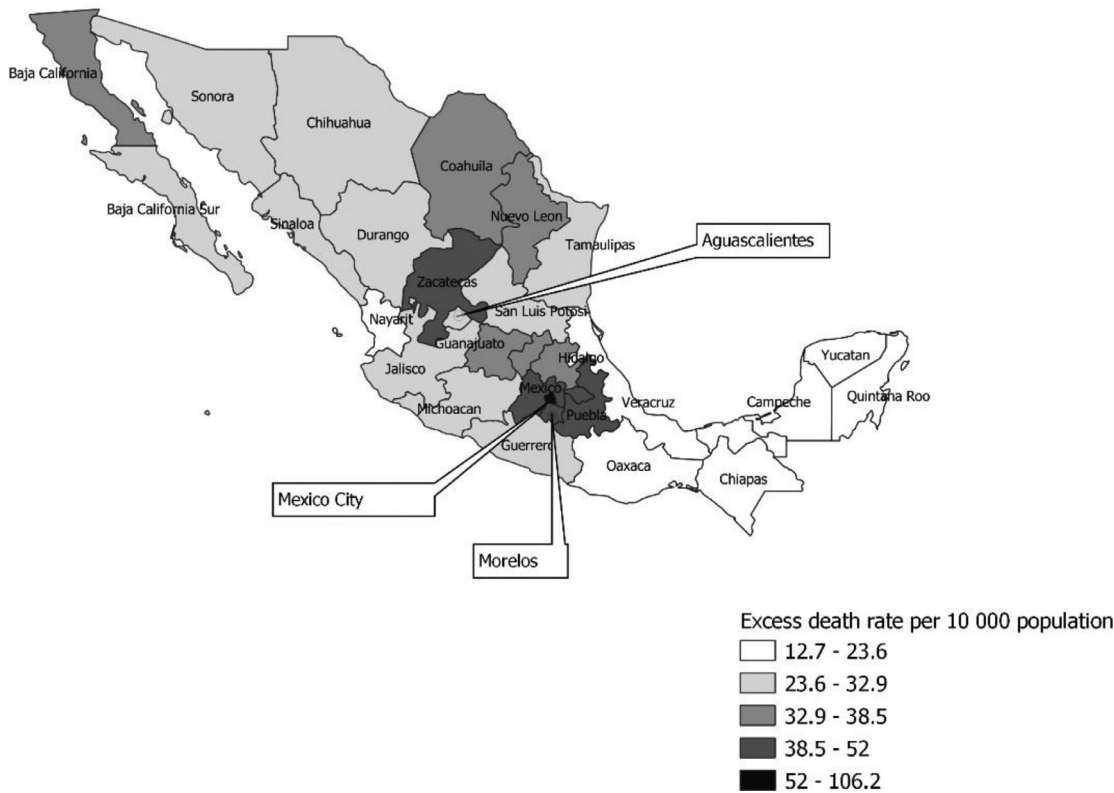 Baja California
Sonora
Chihuahua
Coahuila
Baja California Sur
Sinaloa
Durango
Nuevo Leon
Tamaulipas
Aguascalientes
Zacatecas
Nayarit
San Luis Potosi
Guanajuato
Hidalgo
Jalisco
Yucatan
Mexico
Michoacan
Puebla
Veracruz
Campeche
Quintana Roo
Guerrero
Oaxaca
Chiapas
Mexico City
Morelos
Excess death rate per 10 000 population
12.7 - 23.6
23.6 - 32.9
32.9 - 38.5
38.5 - 52
52 - 106.2